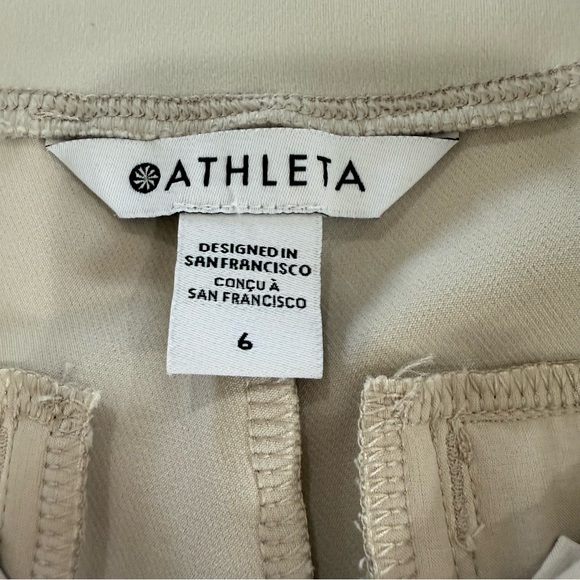 ATHLETA
DESIGNED IN
SAN FRANCISCO
CONÇU À
SAN FRANCISCO
6